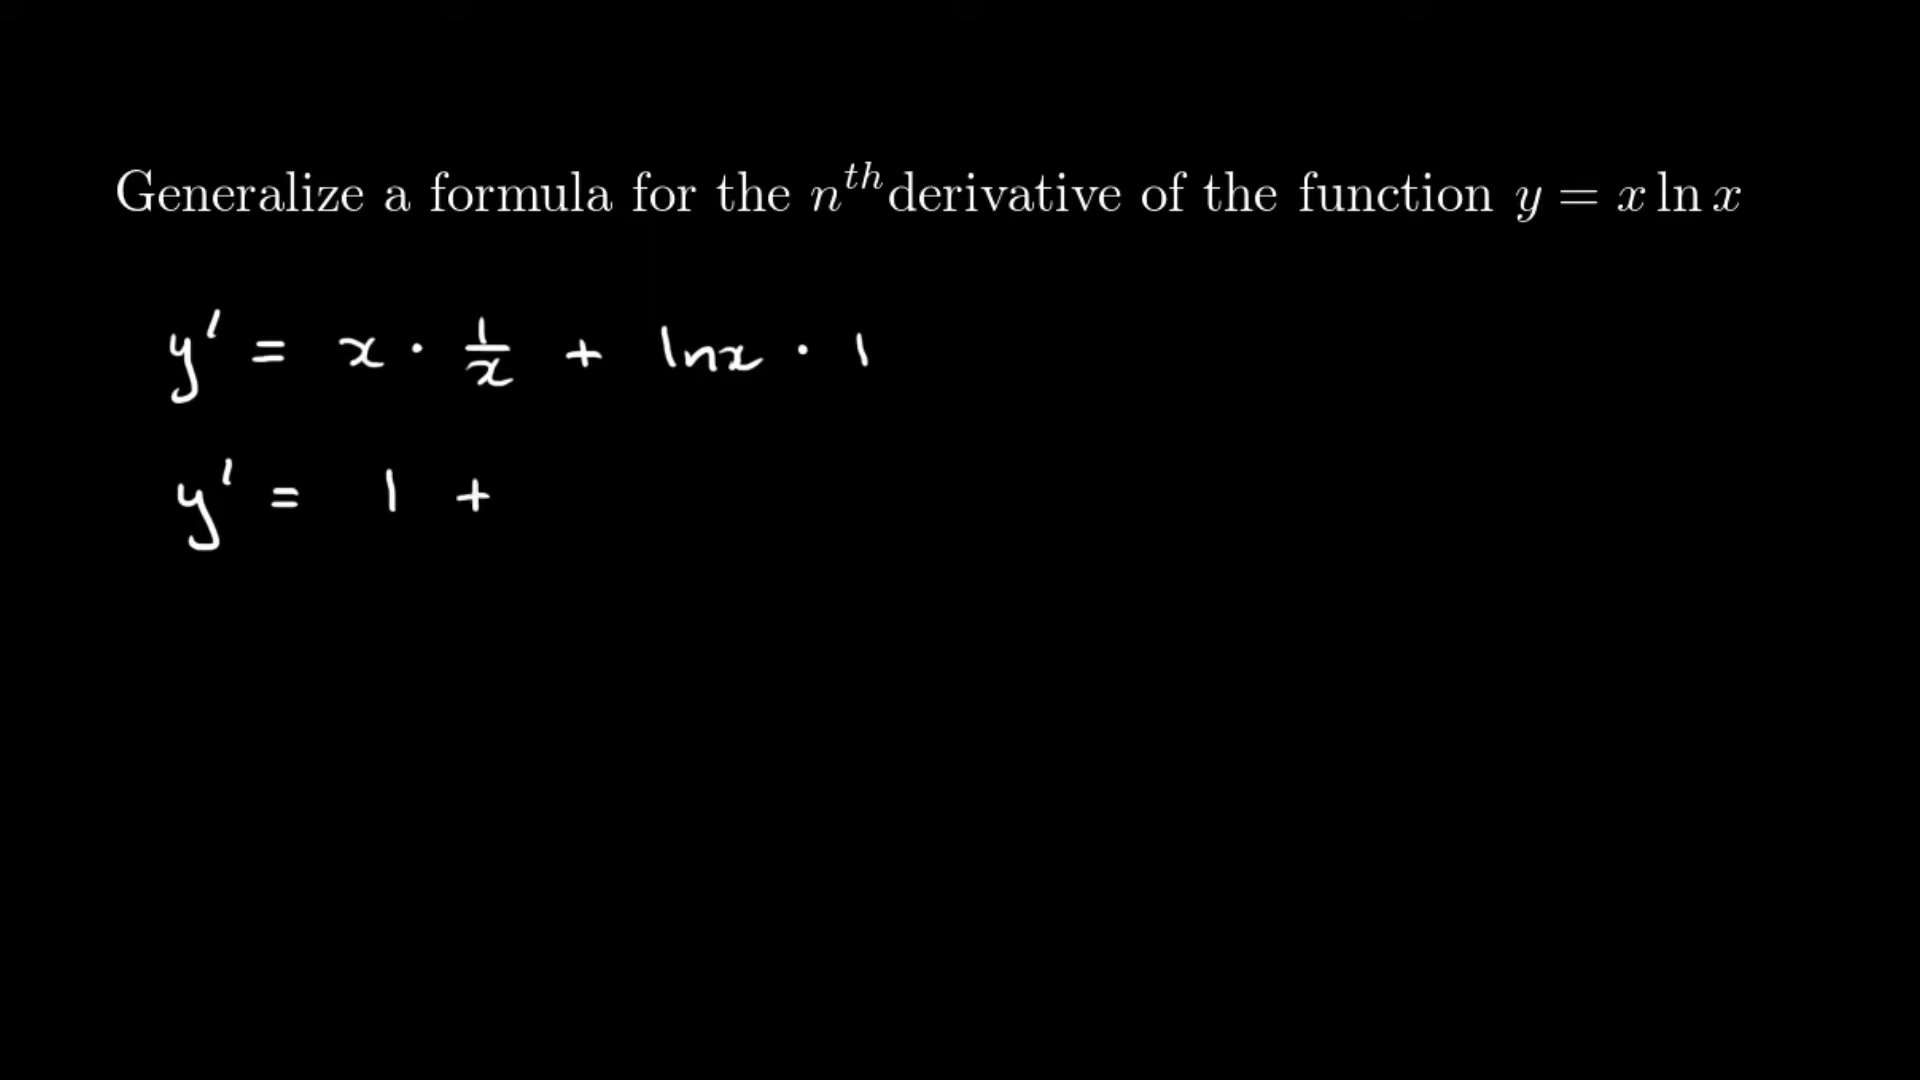 Generalize a formula for the nᵗʰ derivative of the function y = x ln x
y' = x · 1/x + lnx · 1
y' = 1 +